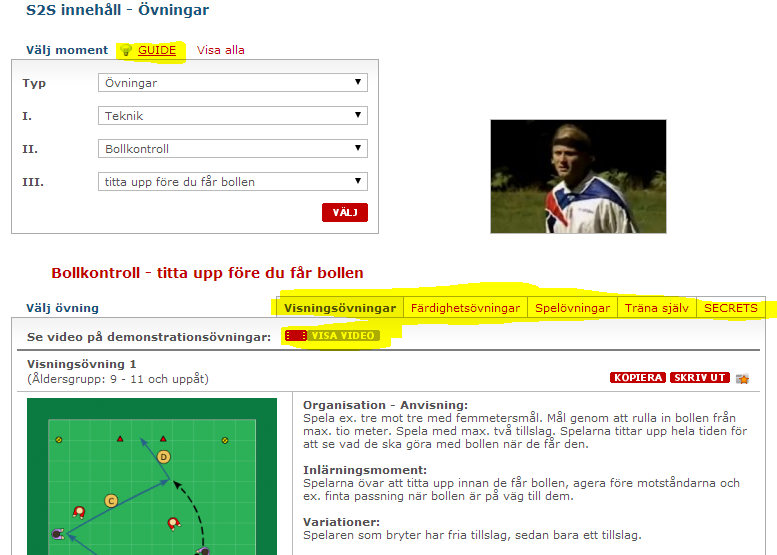 S2S innehåll - Övningar
Välj moment GUIDE Visa alla
Typ Övningar
I. Teknik
II. Bollkontroll
III. titta upp före du får bollen
VÄLJ
Bollkontroll - titta upp före du får bollen
Välj övning Visningsövningar Färdighetsövningar Spelövningar Träna själv SECRETS
Se video på demonstrationsövningar: VISA VIDEO
Visningsövning 1
(Åldersgrupp: 9 - 11 och uppåt) KOPIERA SKRIV UT
Organisation - Anvisning:
Spela ex. tre mot tre med femmetersmål. Mål genom att rulla in bollen från
max. tio meter. Spela med max. två tillslag. Spelarna tittar upp hela tiden för
att se vad de ska göra med bollen när de får den.
Inlärningsmoment:
Spelarna övar att titta upp innan de får bollen, agera före motståndarna och
ex. finta passning när bollen är på väg till dem.
Variationer:
Spelaren som bryter har fria tillslag, sedan bara ett tillslag.
D
C